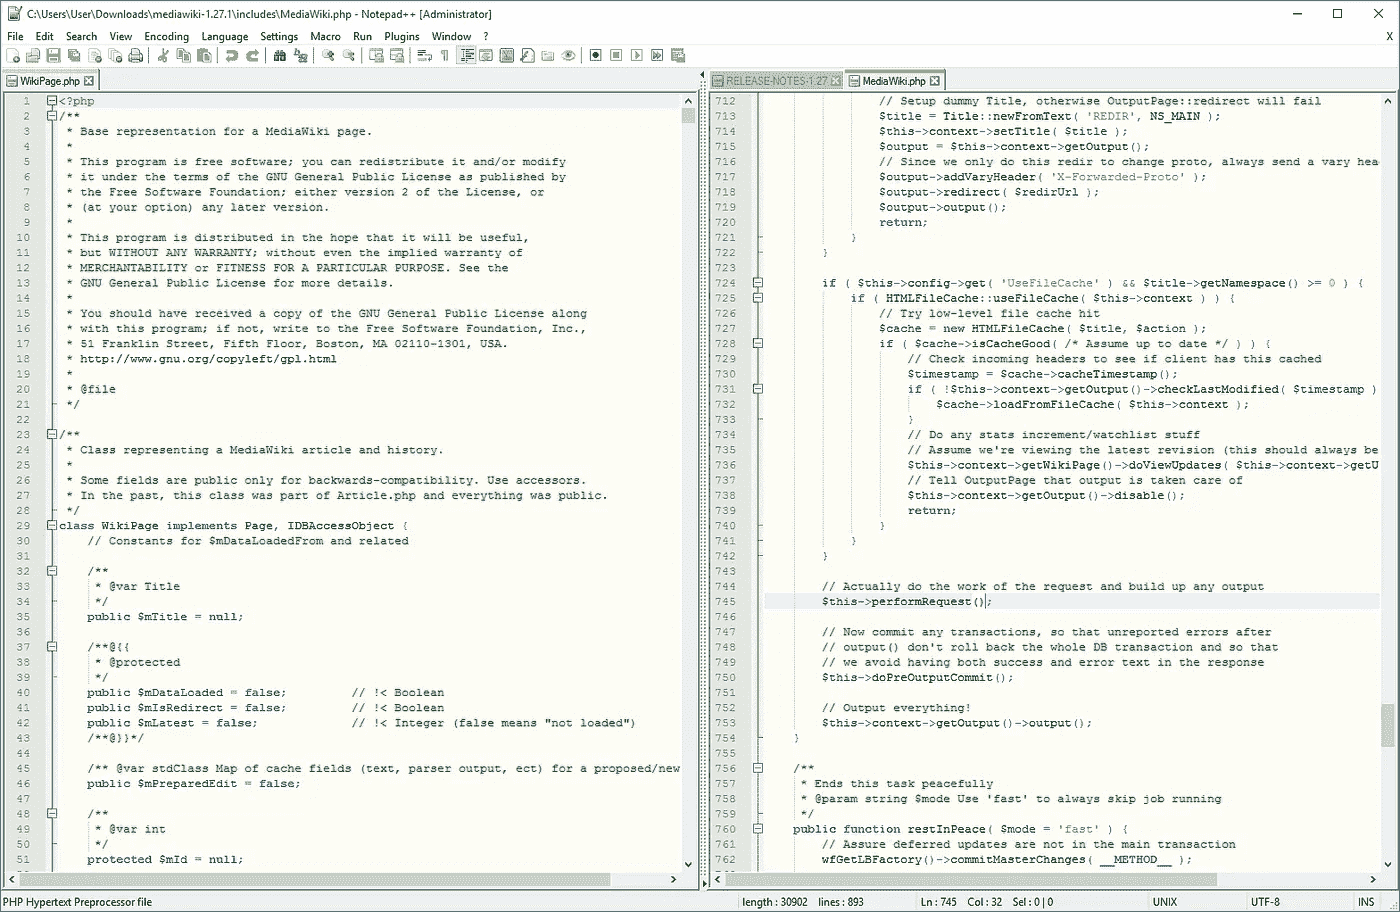 C:\Users\User\Downloads\mediawiki-1.27.1\includes\MediaWiki.php - Notepad++ [Administrator]
File Edit Search View Encoding Language Settings Macro Run Plugins Window ? X
WikiPage.php
1 <?php
2 /**
3 * Base representation for a MediaWiki page.
4 *
5 * This program is free software; you can redistribute it and/or modify
6 * it under the terms of the GNU General Public License as published by
7 * the Free Software Foundation; either version 2 of the License, or
8 * (at your option) any later version.
9 *
10 * This program is distributed in the hope that it will be useful,
11 * but WITHOUT ANY WARRANTY; without even the implied warranty of
12 * MERCHANTABILITY or FITNESS FOR A PARTICULAR PURPOSE. See the
13 * GNU General Public License for more details.
14 *
15 * You should have received a copy of the GNU General Public License along
16 * with this program; if not, write to the Free Software Foundation, Inc.,
17 * 51 Franklin Street, Fifth Floor, Boston, MA 02110-1301, USA.
18 * http://www.gnu.org/copyleft/gpl.html
19 *
20 * @file
21 */
22
23 /**
24 * Class representing a MediaWiki article and history.
25 *
26 * Some fields are public only for backwards-compatibility. Use accessors.
27 * In the past, this class was part of Article.php and everything was public.
28 */
29 class WikiPage implements Page, IDBAccessObject {
30 // Constants for $mDataLoadedFrom and related
31
32 /**
33 * @var Title
34 */
35 public $mTitle = null;
36
37 /**@{{
38 * @protected
39 */
40 public $mDataLoaded = false; // !< Boolean
41 public $mIsRedirect = false; // !< Boolean
42 public $mLatest = false; // !< Integer (false means "not loaded")
43 /**@}}*/
44
45 /** @var stdClass Map of cache fields (text, parser output, ect) for a proposed/new
46 public $mPreparedEdit = false;
47
48 /**
49 * @var int
50 */
51 protected $mId = null;
RELEASE-NOTES-1.27 MediaWiki.php
712 // Setup dummy Title, otherwise OutputPage::redirect will fail
713 $title = Title::newFromText( 'REDIR', NS_MAIN );
714 $this->context->setTitle( $title );
715 $output = $this->context->getOutput();
716 // Since we only do this redir to change proto, always send a vary hea
717 $output->addVaryHeader( 'X-Forwarded-Proto' );
718 $output->redirect( $redirUrl );
719 $output->output();
720 return;
721 }
722 }
723
724 if ( $this->config->get( 'UseFileCache' ) && $title->getNamespace() >= 0 ) {
725 if ( HTMLFileCache::useFileCache( $this->context ) ) {
726 // Try low-level file cache hit
727 $cache = new HTMLFileCache( $title, $action );
728 if ( $cache->isCacheGood( /* Assume up to date */ ) ) {
729 // Check incoming headers to see if client has this cached
730 $timestamp = $cache->cacheTimestamp();
731 if ( !$this->context->getOutput()->checkLastModified( $timestamp )
732 $cache->loadFromFileCache( $this->context );
733 }
734 // Do any stats increment/watchlist stuff
735 // Assume we're viewing the latest revision (this should always be
736 $this->context->getWikiPage()->doViewUpdates( $this->context->getU
737 // Tell OutputPage that output is taken care of
738 $this->context->getOutput()->disable();
739 return;
740 }
741 }
742 }
743
744 // Actually do the work of the request and build up any output
745 $this->performRequest();
746
747 // Now commit any transactions, so that unreported errors after
748 // output() don't roll back the whole DB transaction and so that
749 // we avoid having both success and error text in the response
750 $this->doPreOutputCommit();
751
752 // Output everything!
753 $this->context->getOutput()->output();
754 }
755
756 /**
757 * Ends this task peacefully
758 * @param string $mode Use 'fast' to always skip job running
759 */
760 public function restInPeace( $mode = 'fast' ) {
761 // Assure deferred updates are not in the main transaction
762 wfGetLBFactory()->commitMasterChanges( __METHOD__ );
PHP Hypertext Preprocessor file length : 30902 lines : 893 Ln : 745 Col : 32 Sel : 0 | 0 UNIX UTF-8 INS